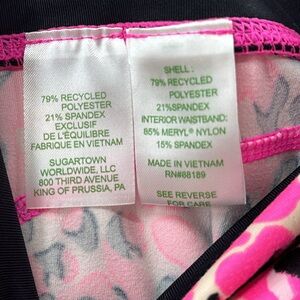 79% RECYCLED
POLYESTER
21% SPANDEX
EXCLUSIF
DE L'ÉQUILIBRE
FABRIQUE EN VIETNAM
SUGARTOWN
WORLDWIDE, LLC
800 THIRD AVENUE
KING OF PRUSSIA, PA
SHELL:
79% RECYCLED
POLYESTER
21%SPANDEX
INTERIOR WAISTBAND:
85% MERYL® NYLON
15% SPANDEX
MADE IN VIETNAM
RN#88189
SEE REVERSE
FOR CARE